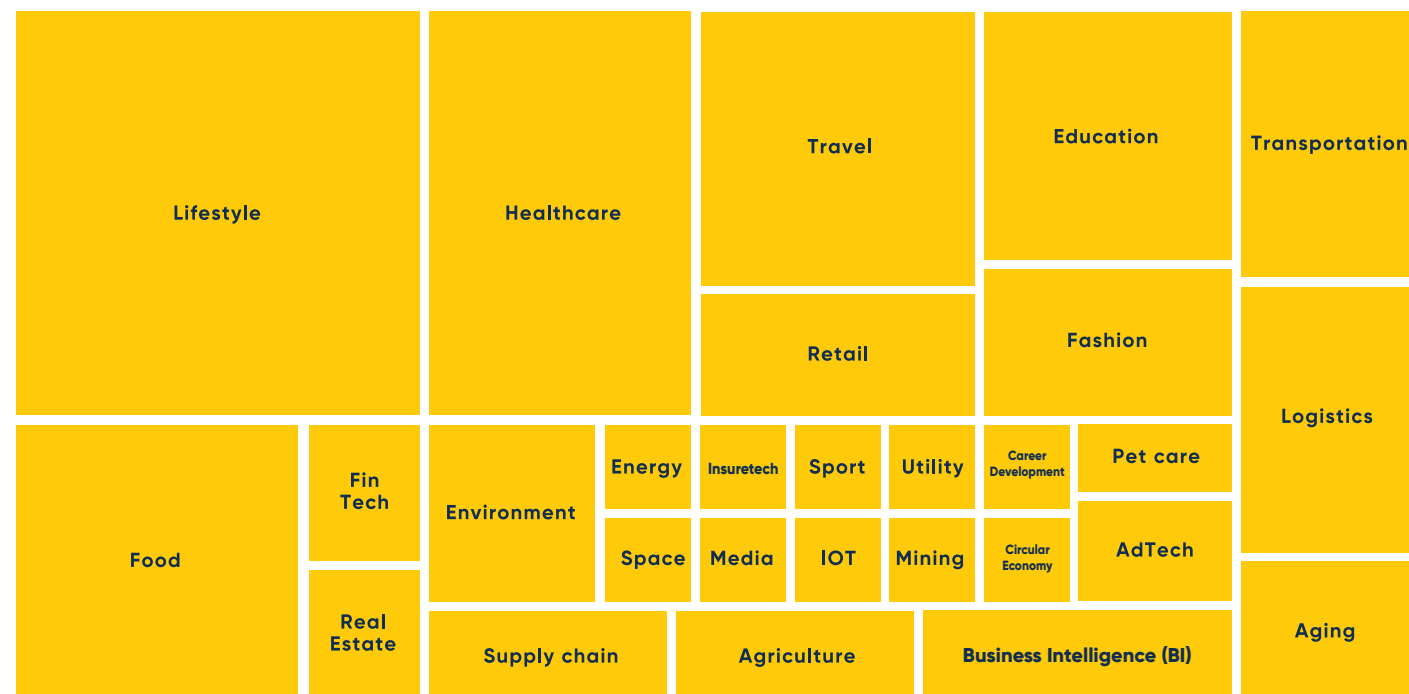 Lifestyle
Healthcare
Travel
Education
Transportation
Retail
Fashion
Logistics
Food
Fin
Tech
Real
Estate
Environment
Energy
Insuretech
Sport
Utility
Career
Development
Pet care
Space
Media
IOT
Mining
Circular
Economy
AdTech
Supply chain
Agriculture
Business Intelligence (BI)
Aging